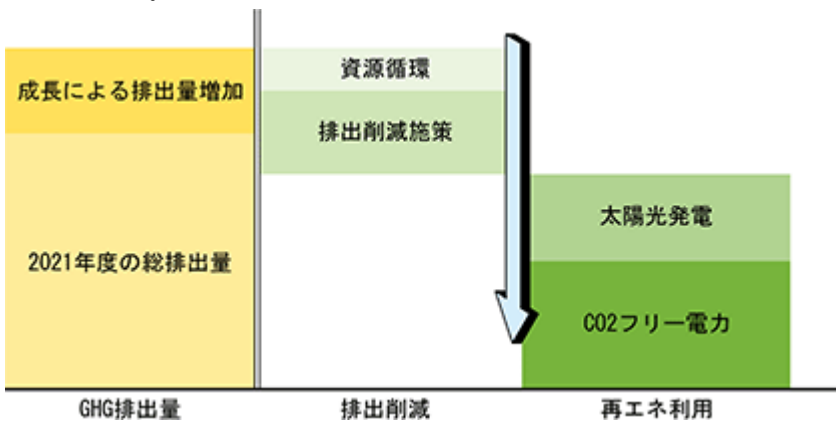 成長による排出量増加
2021年度の総排出量
資源循環
排出削減施策
太陽光発電
CO2フリー電力
GHG排出量
排出削減
再エネ利用